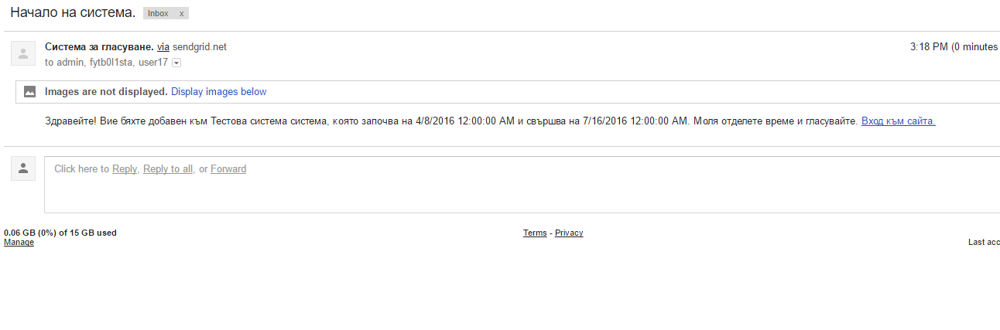 Начало на система. Inbox x
Система за гласуване. via sendgrid.net 3:18 PM (0 minutes
to admin, fytb0l1sta, user17
Images are not displayed. Display images below
Здравейте! Вие бяхте добавен към Тестова система система, която започва на 4/8/2016 12:00:00 AM и свършва на 7/16/2016 12:00:00 AM. Моля отделете време и гласувайте. Вход към сайта.
Click here to Reply, Reply to all, or Forward
0.06 GB (0%) of 15 GB used Terms - Privacy
Manage Last acc